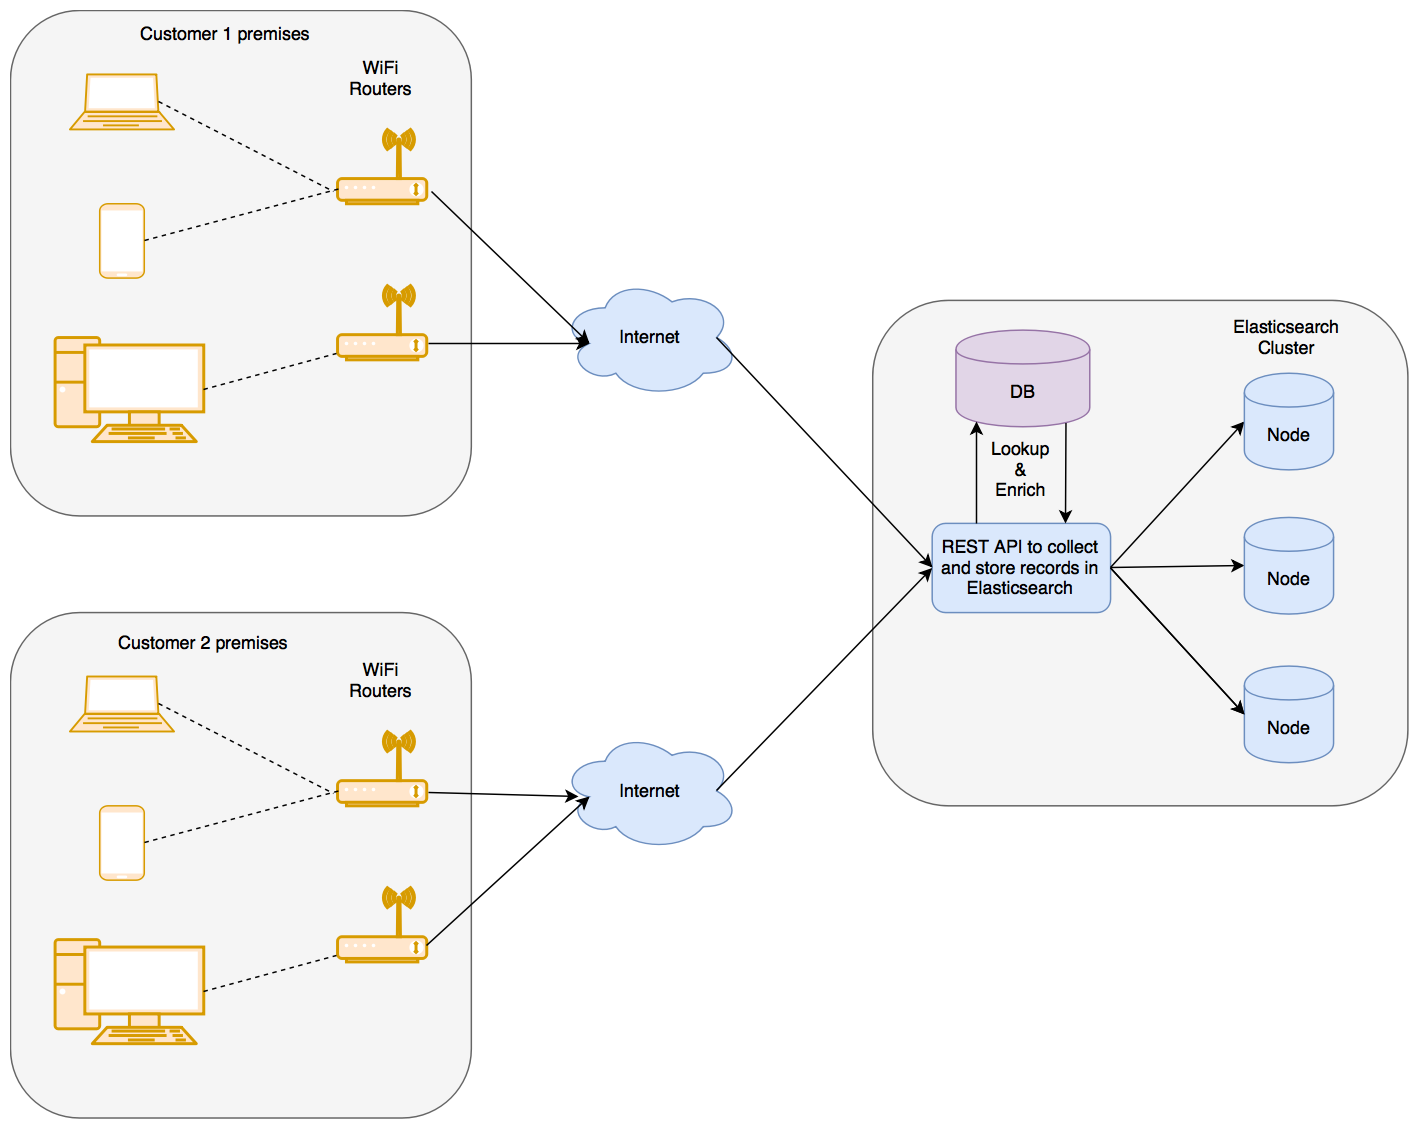 Customer 1 premises
WiFi
Routers
Internet
Customer 2 premises
WiFi
Routers
Internet
DB
Lookup
&
Enrich
REST API to collect
and store records in
Elasticsearch
Elasticsearch
Cluster
Node
Node
Node